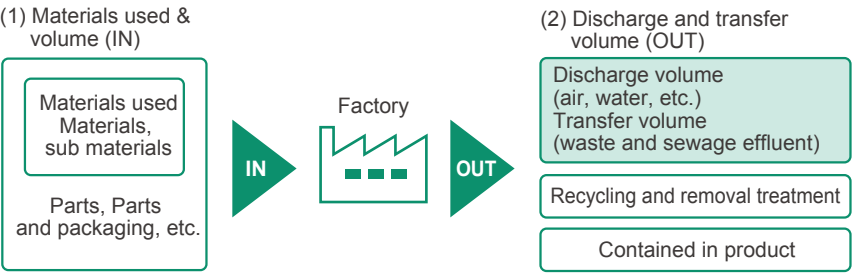 (1) Materials used &
volume (IN)
Materials used
Materials,
sub materials
Parts, Parts
and packaging, etc.
IN
Factory
OUT
(2) Discharge and transfer
volume (OUT)
Discharge volume
(air, water, etc.)
Transfer volume
(waste and sewage effluent)
Recycling and removal treatment
Contained in product